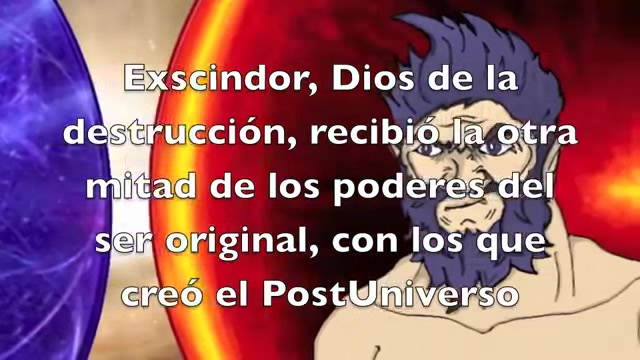 Exscindor, Dios de la
destrucción, recibió la otra
mitad de los poderes del
ser original, con los que
creó el PostUniverso